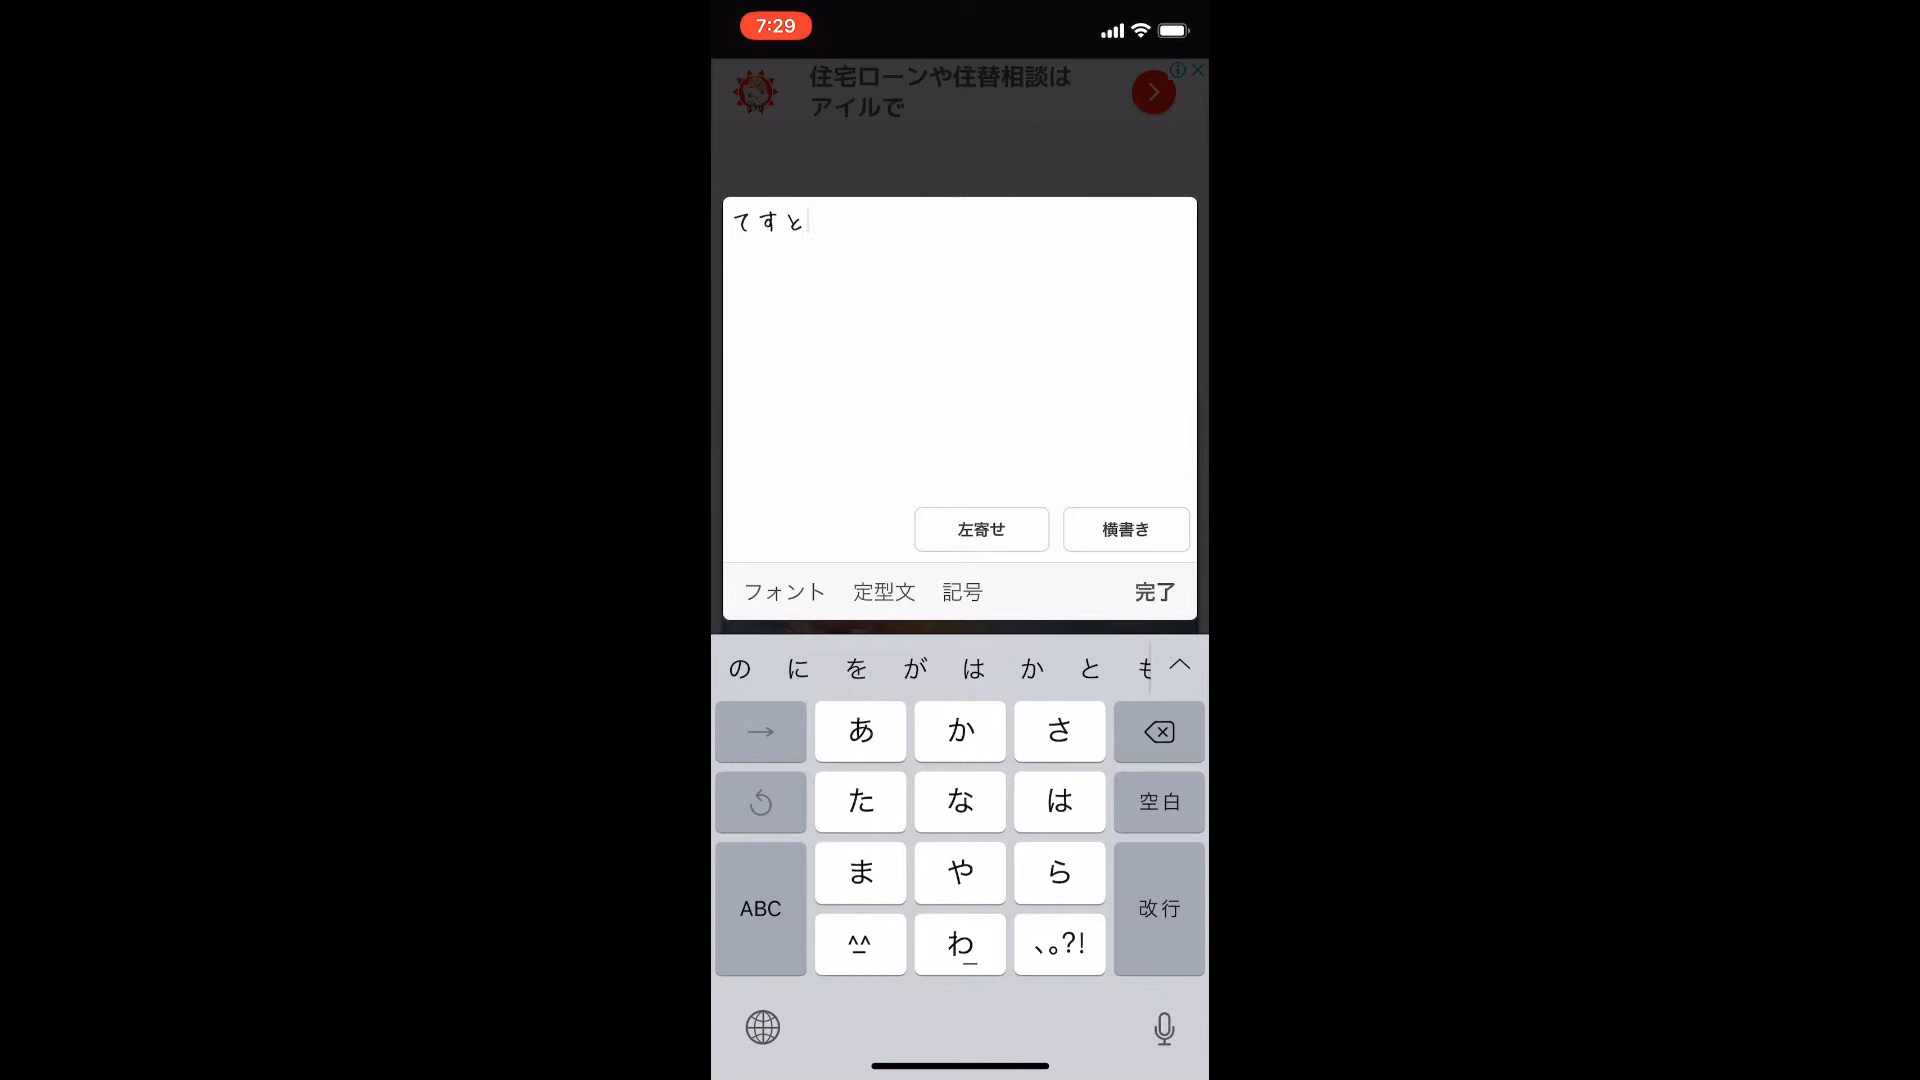 7:29
住宅ローンや住替相談は
アイルで
てすと
左寄せ 横書き
フォント 定型文 記号 完了
の に を が は か と も
→ あ か さ
た な は 空白
ま や ら
ABC 改行
^^ わ 、。?!